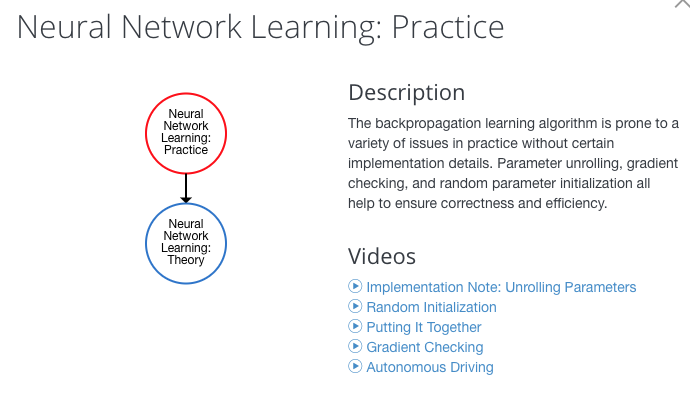 Neural Network Learning: Practice
Neural
Network
Learning:
Practice
Neural
Network
Learning:
Theory
Description
The backpropagation learning algorithm is prone to a
variety of issues in practice without certain
implementation details. Parameter unrolling, gradient
checking, and random parameter initialization all
help to ensure correctness and efficiency.
Videos
Implementation Note: Unrolling Parameters
Random Initialization
Putting It Together
Gradient Checking
Autonomous Driving